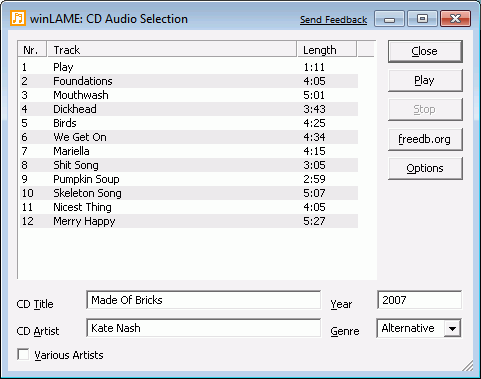 winLAME: CD Audio Selection Send Feedback
Nr. Track Length Close
1 Play 1:11
2 Foundations 4:05 Play
3 Mouthwash 5:01
4 Dickhead 3:43 Stop
5 Birds 4:25
6 We Get On 4:34 freedb.org
7 Mariella 4:15
8 Shit Song 3:05 Options
9 Pumpkin Soup 2:59
10 Skeleton Song 5:07
11 Nicest Thing 4:05
12 Merry Happy 5:27
CD Title Made Of Bricks Year 2007
CD Artist Kate Nash Genre Alternative
Various Artists